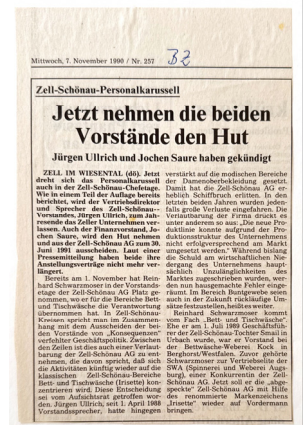 Mittwoch, 7. November 1990 / Nr. 257 BZ
Zell-Schönau-Personalkarussell
Jetzt nehmen die beiden
Vorstände den Hut
Jürgen Ullrich und Jochen Saure haben gekündigt
ZELL IM WIESENTAL (dö). Jetzt
dreht sich das Personalkarussell
auch in der Zell-Schönau-Chefetage.
Wie in einem Teil der Auflage bereits
berichtet, wird der Vertriebsdirektor
und Sprecher des Zell-Schönau-
Vorstandes, Jürgen Ullrich, zum Jah-
resende das Zeller Unternehmen ver-
lassen. Auch der Finanzvorstand, Jo-
chen Saure, wird den Hut nehmen
und aus der Zell-Schönau AG zum 30.
Juni 1991 ausscheiden. Laut einer
Pressemitteilung haben beide ihre
Anstellungsverträge nicht mehr ver-
längert.
Bereits am 1. November hat Rein-
hard Schwarzmoser in der Vorstands-
etage der Zell-Schönau AG Platz ge-
nommen, wo er für die Bereiche Bett-
und Tischwäsche die Verantwortung
übernommen hat. In Zell-Schönau-
Kreisen spricht man im Zusammen-
hang mit dem Ausscheiden der bei-
den Vorstände von „Konsequenzen"
verfehlter Geschäftspolitik. Zwischen
den Zeilen ist dies auch einer Verlaut-
barung der Zell-Schönau AG zu ent-
nehmen, die davon spricht, daß sich
die Aktivitäten künftig wieder auf die
klassischen Zell-Schönau-Bereiche
Bett- und Tischwäsche (Irisette) kon-
zentrieren wird. Diese Entscheidung
sei vom Aufsichtsrat getroffen wor-
den. Jürgen Ullrich, seit 1. April 1988
Vorstandssprecher, hatte hingegen
verstärkt auf die modischen Bereiche
der Damenoberbekleidung gesetzt.
Damit hat die Zell-Schönau AG er-
heblich Schiffbruch erlitten. In den
letzten beiden Jahren wurden jeden-
falls große Verluste eingefahren. Die
Verlautbarung der Firma drückt es
unter anderem so aus: „Die neue Pro-
duktlinie konnte aufgrund der Pro-
duktionsstruktur des Unternehmens
nicht erfolgversprechend am Markt
umgesetzt werden." Während bislang
die Schuld am wirtschaftlichen Nie-
dergang des Unternehmens haupt-
sächlich Unzulänglichkeiten des
Marktes zugeschrieben wurden, wer-
den nun hausgemachte Fehler einge-
räumt. Im Bereich Buntgewebe seien
auch in der Zukunft rückläufige Um-
sätze festzustellen, heißt es weiter.
Reinhard Schwarzmoser kommt
vom Fach „Bett- und Tischwäsche".
Ehe er am 1. Juli 1989 Geschäftsfüh-
rer der Zell-Schönau-Tochter Smail in
Urbach wurde, war er Vorstand bei
der Bettwäsche-Weberei Kock in
Borghorst/Westfalen. Zuvor gehörte
Schwarzmoser zur Vertriebsseite der
SWA (Spinnerei und Weberei Augs-
burg), einer Konkurrentin der Zell-
Schönau AG. Jetzt soll er die „abge-
speckte" Zell-Schönau AG mit Hilfe
der renommierten Markenzeichens
„Irisette" wieder auf Vordermann
bringen.